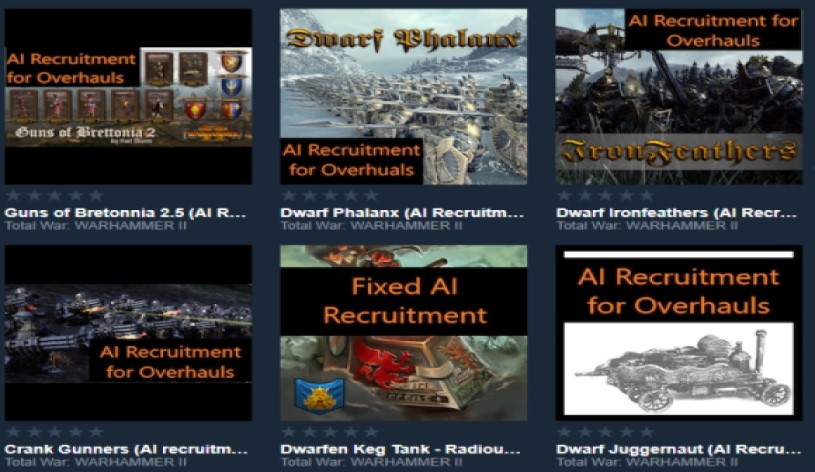 AI Recruitment
for Overhauls
Guns of Brettonia 2
by Karl Sturm
Guns of Bretonnia 2.5 (AI R...
Total War: WARHAMMER II
Dwarf Phalanx
AI Recruitment
for Overhuals
Dwarf Phalanx (AI Recruitm...
Total War: WARHAMMER II
AI Recruitment for
Overhauls
IronFeathers
Dwarf Ironfeathers (AI Recr...
Total War: WARHAMMER II
AI Recruitment
for Overhauls
Crank Gunners (AI recruitm...
Total War: WARHAMMER II
Fixed AI
Recruitment
Dwarfen Keg Tank - Radiou...
Total War: WARHAMMER II
AI Recruitment
for Overhauls
Dwarf Juggernaut (AI Recru...
Total War: WARHAMMER II